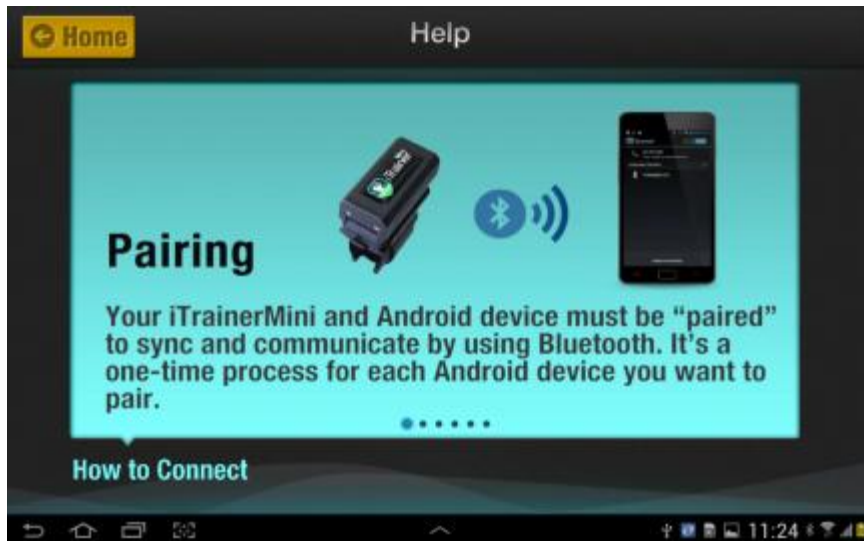 Home
Help
iTrainer
Pairing
Your iTrainerMini and Android device must be “paired”
to sync and communicate by using Bluetooth. It’s a
one-time process for each Android device you want to
pair.
How to Connect
11:24